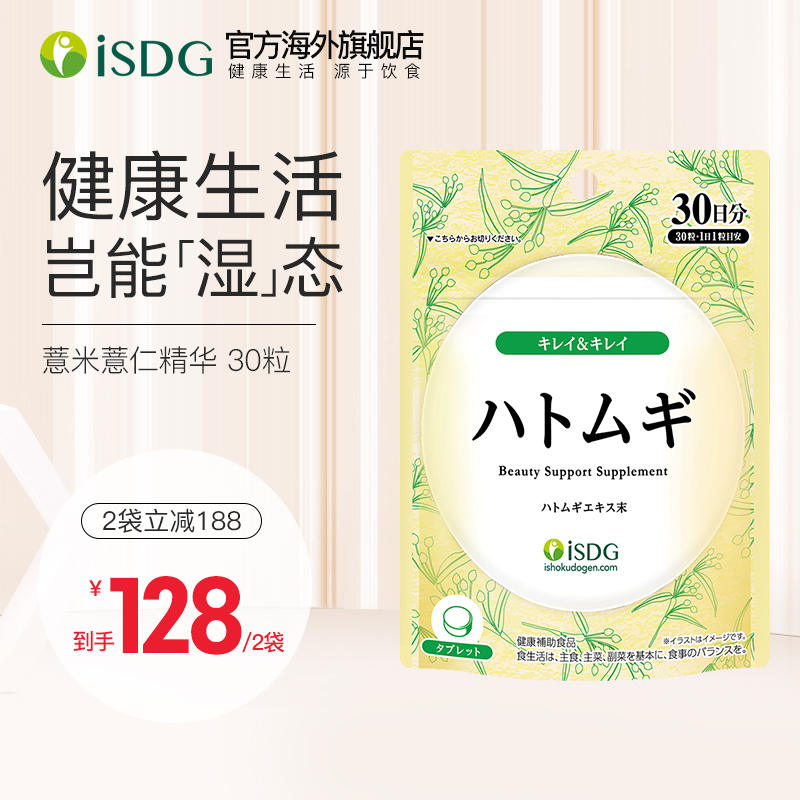 iSDG 官方海外旗舰店
健康生活 源于饮食
健康生活
岂能「湿」态
薏米薏仁精华 30粒
2袋立减188
¥
到手128/2袋
30日分
30粒・1日1粒目安
▼こちらからお切りください。
キレイ&キレイ
ハトムギ
Beauty Support Supplement
ハトムギエキス末
iSDG
ishokudogen.com
タブレット
健康補助食品
※イラストはイメージです。
食生活は、主食、主菜、副菜を基本に、食事のバランスを。